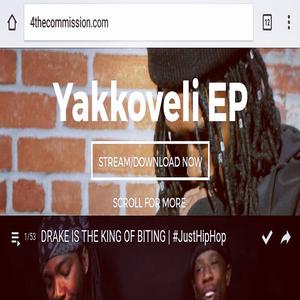 4thecommission.com
12
Yakkoveli EP
STREAM/DOWNLOAD NOW
SCROLL FOR MORE
1/53 DRAKE IS THE KING OF BITING | #JustHipHop